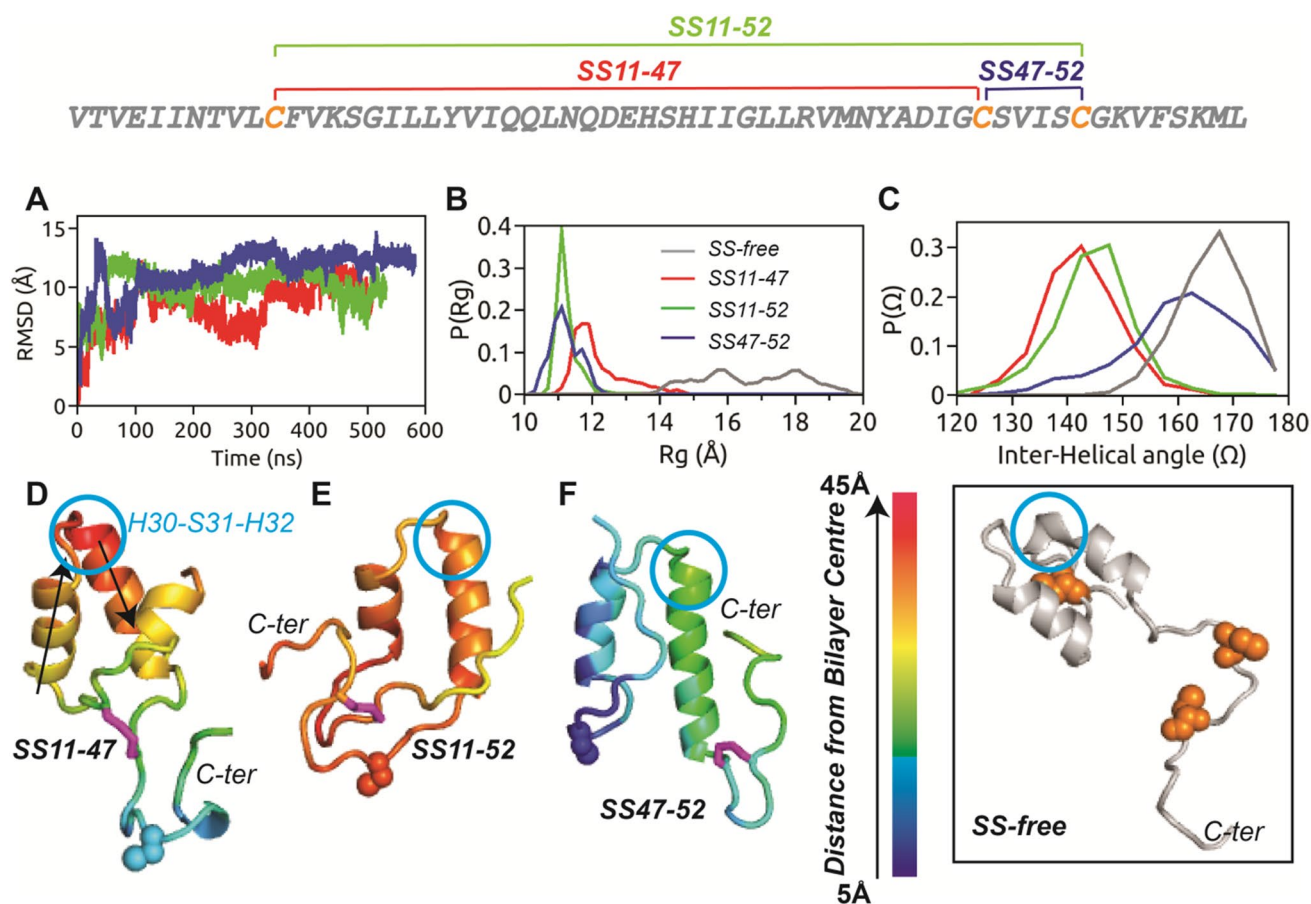 SS11-52
SS11-47
SS47-52
VTVEIINTVLCFVKSGILLYVIQQLNQDEHSHIIGLLRVMNYADIGCSVISCGKVFSKML
A
15
10
5
0
RMSD (Å)
0 100 200 300 400 500 600
Time (ns)
B
0.4
0.3
0.2
0.1
0
P(Rg)
SS-free
SS11-47
SS11-52
SS47-52
10 12 14 16 18 20
Rg (Å)
C
0.3
0.2
0.1
0.0
P(Ω)
120 130 140 150 160 170 180
Inter-Helical angle (Ω)
D
H30-S31-H32
SS11-47
C-ter
E
C-ter
SS11-52
F
C-ter
SS47-52
45Å
Distance from Bilayer Centre
5Å
SS-free
C-ter